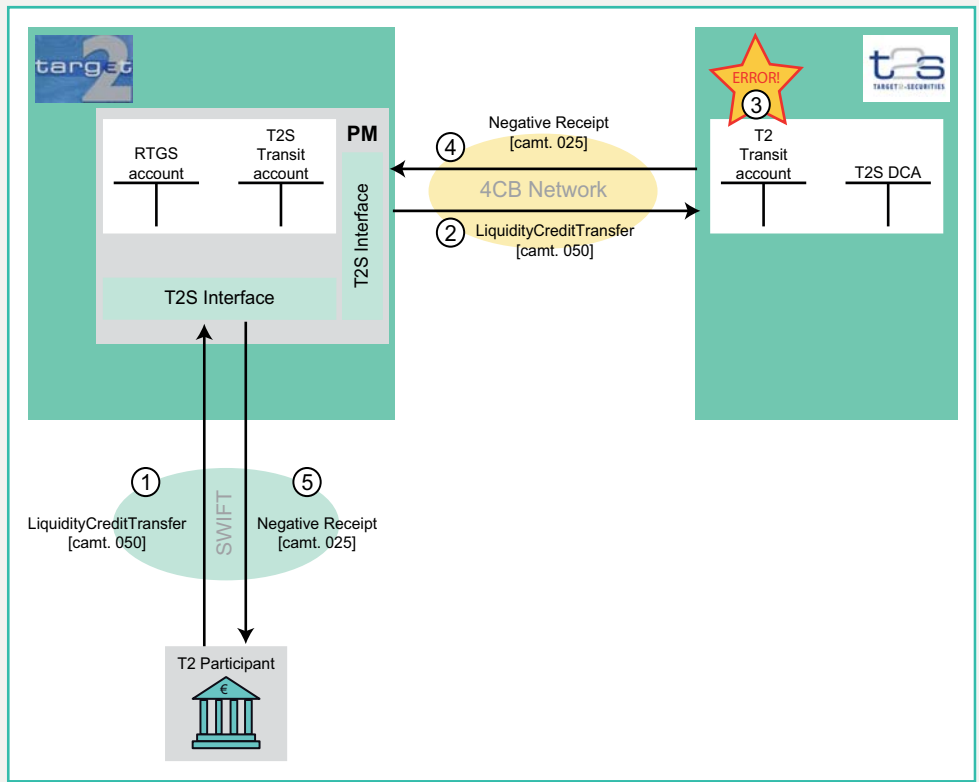 target
2
t2s
TARGET2-SECURITIES
ERROR!
3
RTGS
account
T2S
Transit
account
PM
T2S Interface
T2S Interface
4
Negative Receipt
[camt. 025]
4CB Network
2
LiquidityCreditTransfer
[camt. 050]
T2
Transit
account
T2S DCA
1
LiquidityCreditTransfer
[camt. 050]
SWIFT
5
Negative Receipt
[camt. 025]
T2 Participant
€